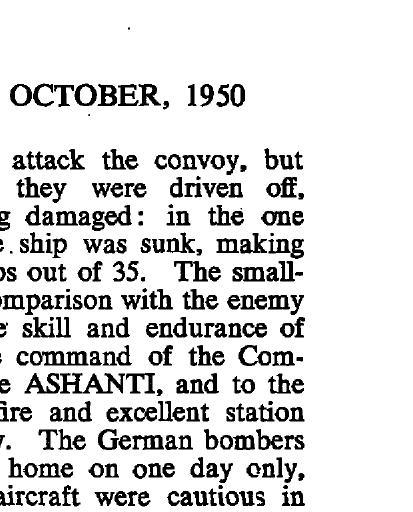 OCTOBER, 1950
attack the convoy, but
they were driven off,
damaged: in the one
ship was sunk, making
out of 35. The small-
with the enemy
skill and endurance of
command of the Com-
ASHANTI, and to the
fire and excellent station
The German bombers
home on one day only,
aircraft were cautious in